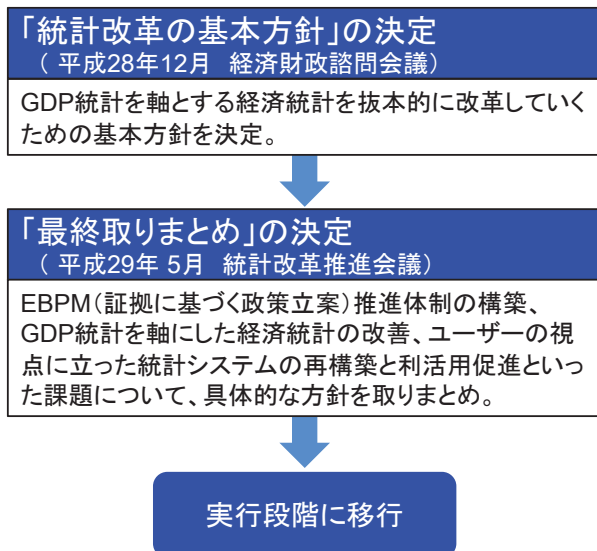 「統計改革の基本方針」の決定
（ 平成28年12月　経済財政諮問会議）
GDP統計を軸とする経済統計を抜本的に改革していく
ための基本方針を決定。
「最終取りまとめ」の決定
（ 平成29年 5月　統計改革推進会議）
EBPM（証拠に基づく政策立案）推進体制の構築、
GDP統計を軸にした経済統計の改善、ユーザーの視
点に立った統計システムの再構築と利活用促進といっ
た課題について、具体的な方針を取りまとめ。
実行段階に移行